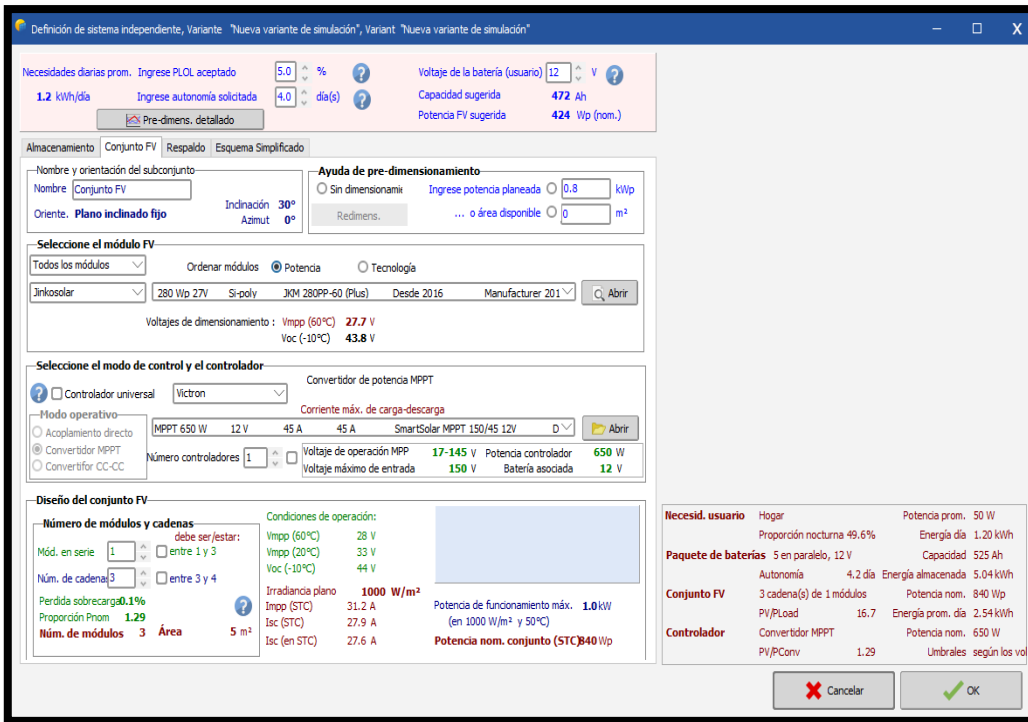 Definición de sistema independiente, Variante "Nueva variante de simulación", Variant "Nueva variante de simulación"
Necesidades diarias prom. Ingrese PLOL aceptado 5.0 % ? Voltaje de la batería (usuario) 12 V ?
1.2 kWh/día Ingrese autonomía solicitada 4.0 día(s) ? Capacidad sugerida 472 Ah
Pre-dimens. detallado Potencia FV sugerida 424 Wp (nom.)
Almacenamiento Conjunto FV Respaldo Esquema Simplificado
Nombre y orientación del subconjunto
Nombre Conjunto FV
Oriente. Plano inclinado fijo Inclinación 30°
Azimut 0°
Ayuda de pre-dimensionamiento
Sin dimensionamie Ingrese potencia planeada 0.8 kWp
Redimens. ... o área disponible 0 m²
Seleccione el módulo FV
Todos los módulos Ordenar módulos Potencia Tecnología
Jinkosolar 280 Wp 27V Si-poly JKM 280PP-60 (Plus) Desde 2016 Manufacturer 201 Abrir
Voltajes de dimensionamiento : Vmpp (60°C) 27.7 V
Voc (-10°C) 43.8 V
Seleccione el modo de control y el controlador
Convertidor de potencia MPPT
? Controlador universal Victron
Corriente máx. de carga-descarga
Modo operativo
Acoplamiento directo
Convertidor MPPT
Convertifor CC-CC
MPPT 650 W 12 V 45 A 45 A SmartSolar MPPT 150/45 12V D Abrir
Número controladores 1
Voltaje de operación MPP 17-145 V Potencia controlador 650 W
Voltaje máximo de entrada 150 V Batería asociada 12 V
Diseño del conjunto FV
Número de módulos y cadenas
debe ser/estar:
Mód. en serie 1 entre 1 y 3
Núm. de cadenas 3 entre 3 y 4
Perdida sobrecarga 0.1% ?
Proporción Pnom 1.29
Núm. de módulos 3 Área 5 m²
Condiciones de operación:
Vmpp (60°C) 28 V
Vmpp (20°C) 33 V
Voc (-10°C) 44 V
Irradiancia plano 1000 W/m²
Impp (STC) 31.2 A
Isc (STC) 27.9 A
Isc (en STC) 27.6 A
Potencia de funcionamiento máx. 1.0 kW
(en 1000 W/m² y 50°C)
Potencia nom. conjunto (STC) 840 Wp
Necesid. usuario Hogar Potencia prom. 50 W
Proporción nocturna 49.6% Energía día 1.20 kWh
Paquete de baterías 5 en paralelo, 12 V Capacidad 525 Ah
Autonomía 4.2 día Energía almacenada 5.04 kWh
Conjunto FV 3 cadena(s) de 1 módulos Potencia nom. 840 Wp
PV/PLoad 16.7 Energía prom. día 2.54 kWh
Controlador Convertidor MPPT Potencia nom. 650 W
PV/PConv 1.29 Umbrales según los vol
Cancelar OK